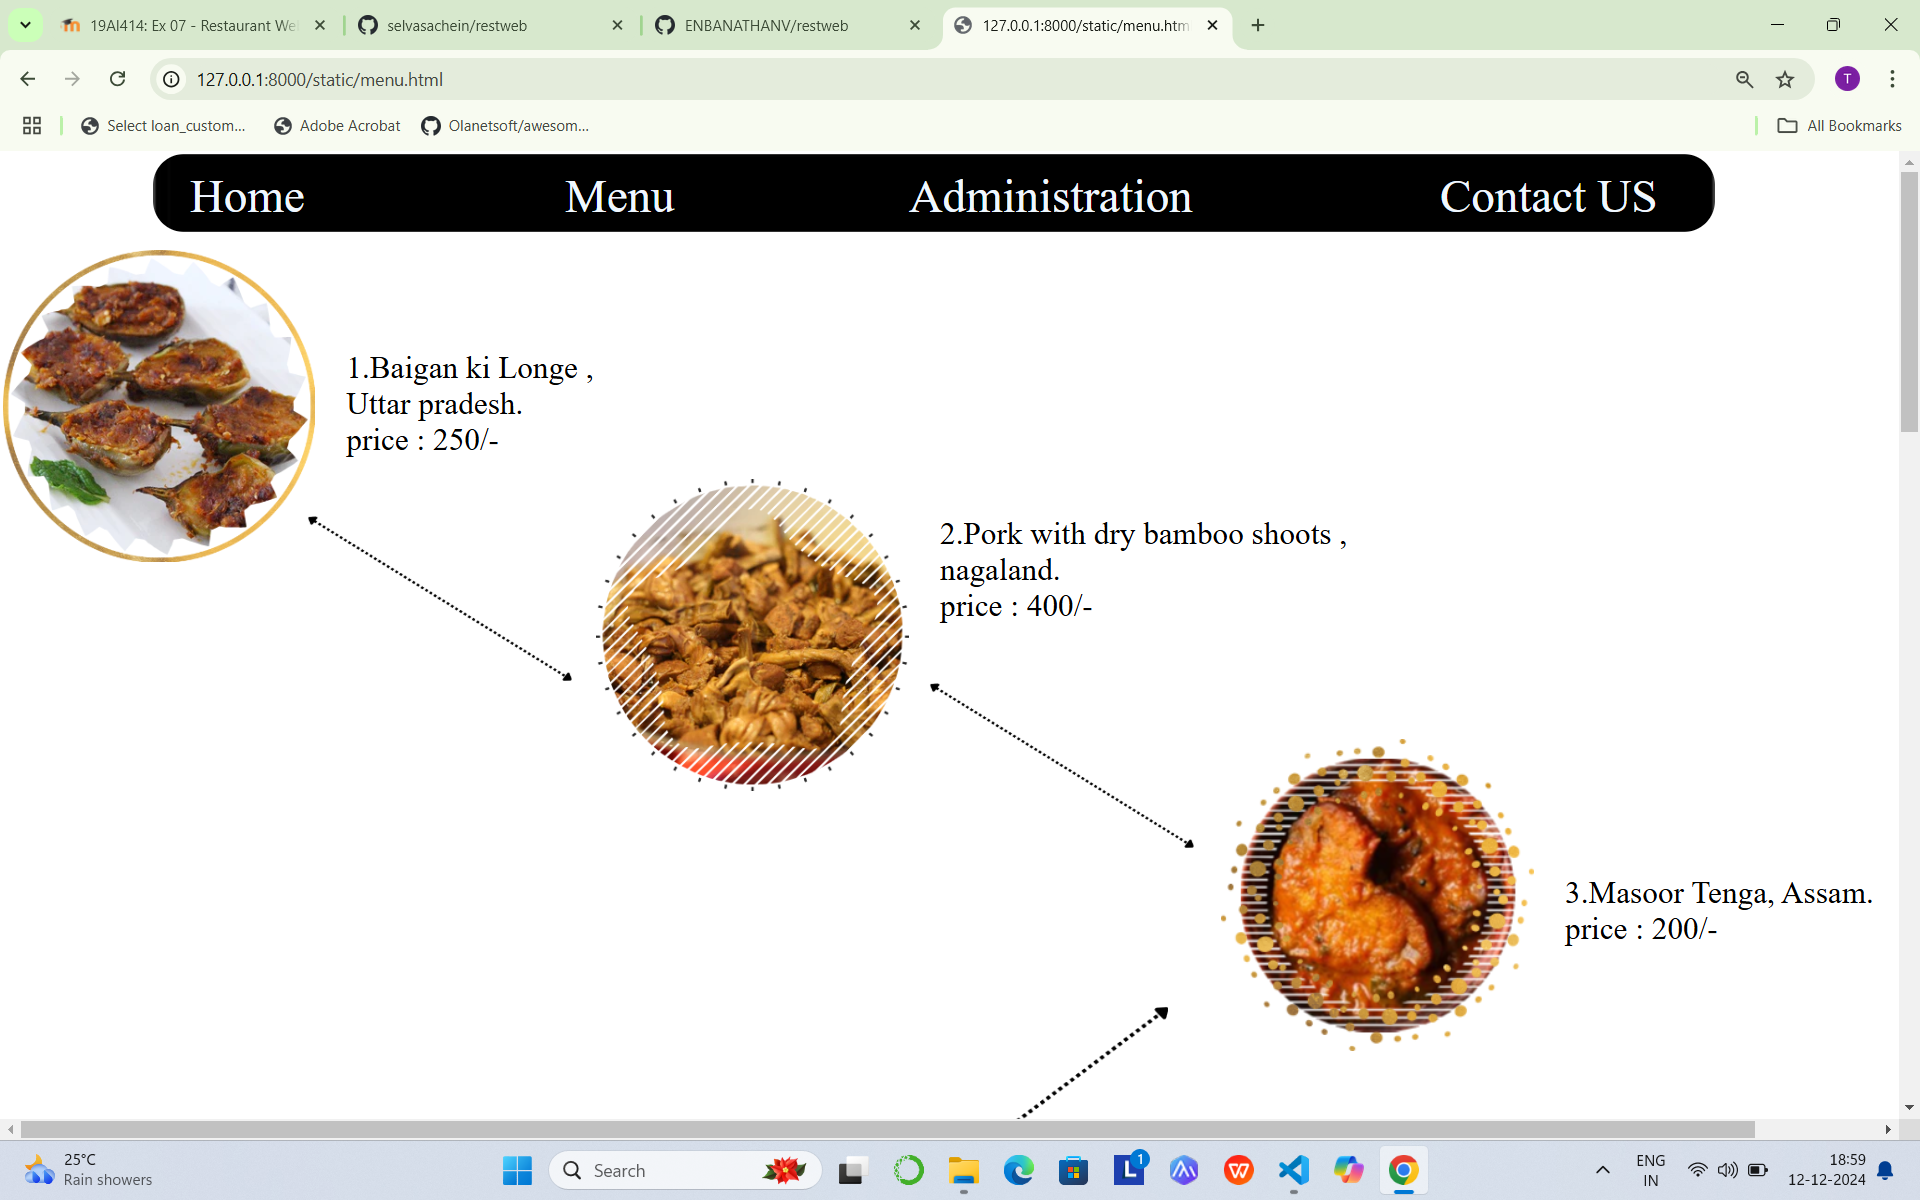 19AI414: Ex 07 - Restaurant We
selvasachein/restweb
ENBANATHANV/restweb
127.0.0.1:8000/static/menu.htm
127.0.0.1:8000/static/menu.html
T
Select loan_custom...
Adobe Acrobat
Olanetsoft/awesom...
All Bookmarks
Home
Menu
Administration
Contact US
1.Baigan ki Longe ,
Uttar pradesh.
price : 250/-
2.Pork with dry bamboo shoots ,
nagaland.
price : 400/-
3.Masoor Tenga, Assam.
price : 200/-
25°C
Rain showers
Search
L
1
W
ENG
IN
18:59
12-12-2024